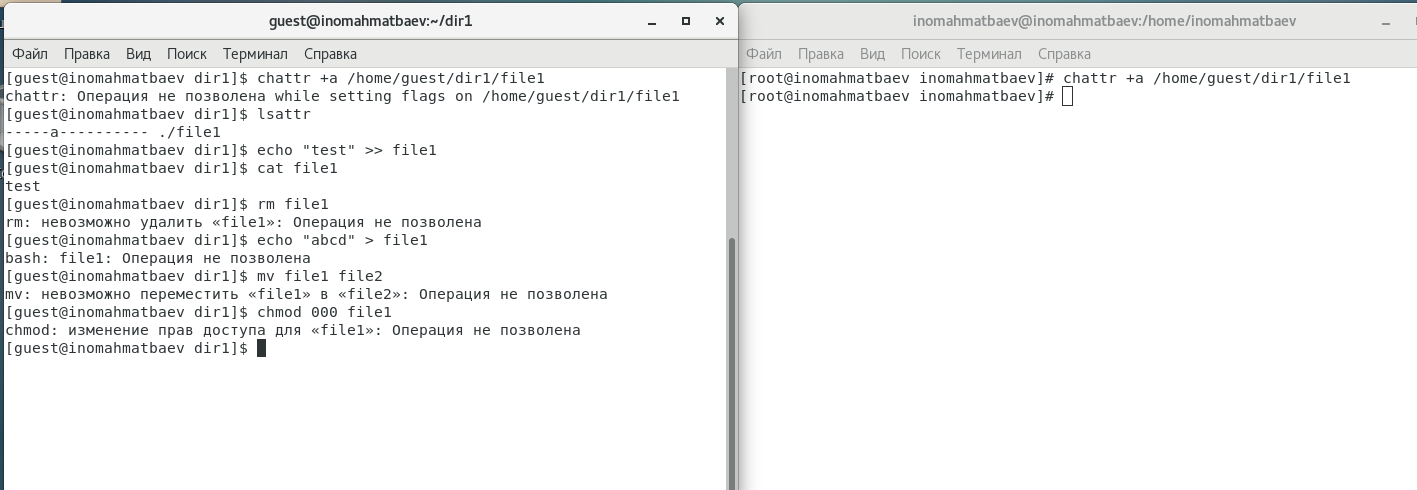 guest@inomahmatbaev:~/dir1
Файл Правка Вид Поиск Терминал Справка
[guest@inomahmatbaev dir1]$ chattr +a /home/guest/dir1/file1
chattr: Операция не позволена while setting flags on /home/guest/dir1/file1
[guest@inomahmatbaev dir1]$ lsattr
-----a---------- ./file1
[guest@inomahmatbaev dir1]$ echo "test" >> file1
[guest@inomahmatbaev dir1]$ cat file1
test
[guest@inomahmatbaev dir1]$ rm file1
rm: невозможно удалить «file1»: Операция не позволена
[guest@inomahmatbaev dir1]$ echo "abcd" > file1
bash: file1: Операция не позволена
[guest@inomahmatbaev dir1]$ mv file1 file2
mv: невозможно переместить «file1» в «file2»: Операция не позволена
[guest@inomahmatbaev dir1]$ chmod 000 file1
chmod: изменение прав доступа для «file1»: Операция не позволена
[guest@inomahmatbaev dir1]$
inomahmatbaev@inomahmatbaev:/home/inomahmatbaev
Файл Правка Вид Поиск Терминал Справка
[root@inomahmatbaev inomahmatbaev]# chattr +a /home/guest/dir1/file1
[root@inomahmatbaev inomahmatbaev]#